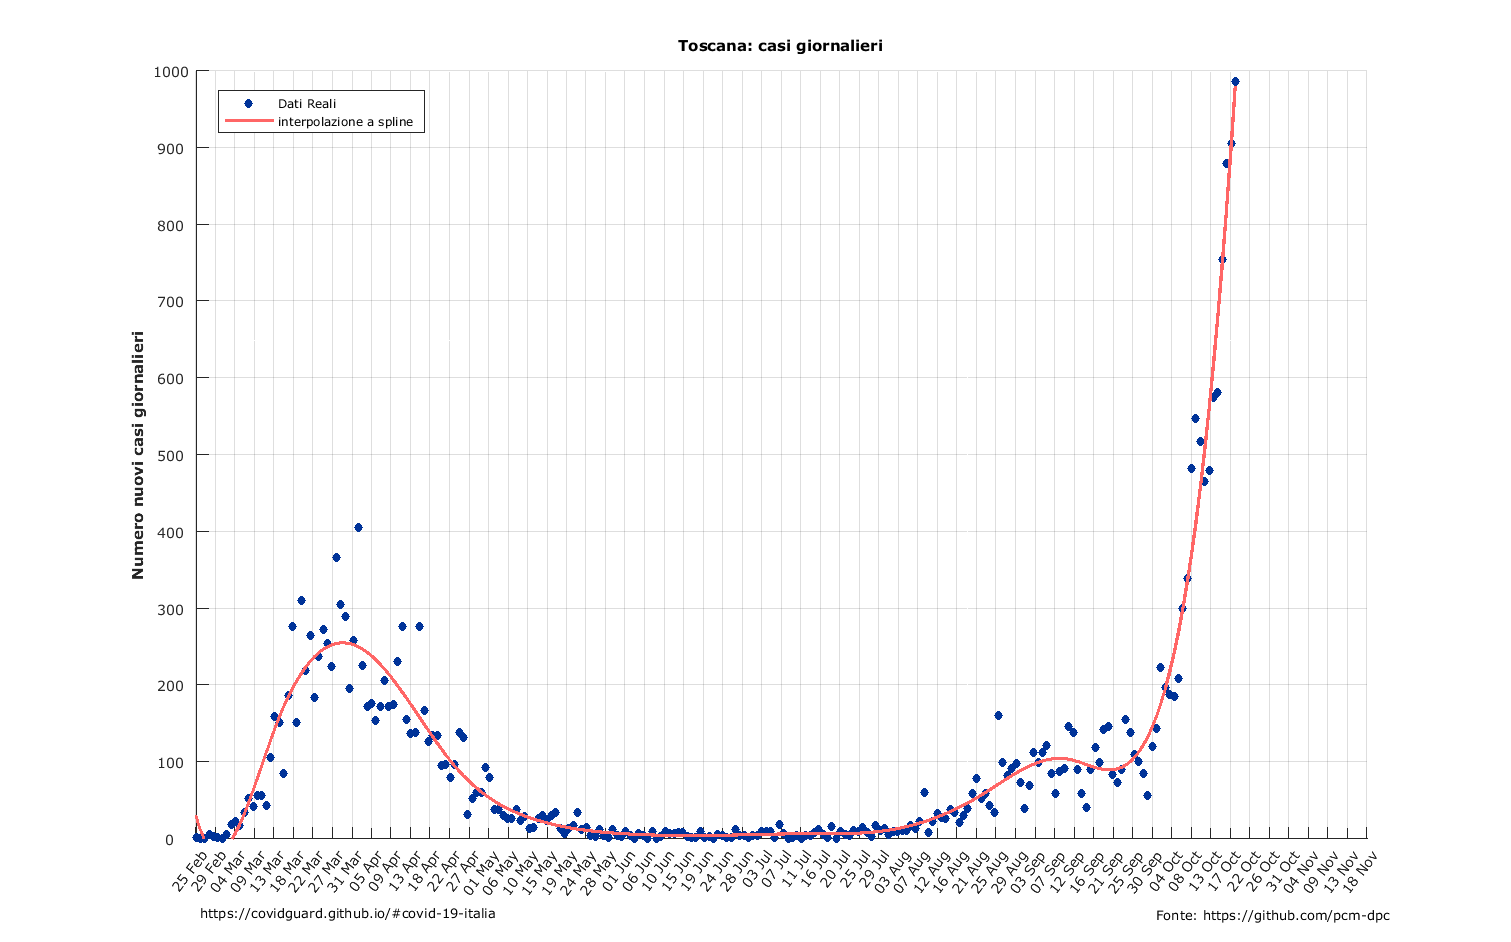 Toscana: casi giornalieri
Dati Reali
interpolazione a spline
Numero nuovi casi giornalieri
1000
900
800
700
600
500
400
300
200
100
0
25 Feb
29 Feb
04 Mar
09 Mar
13 Mar
18 Mar
22 Mar
27 Mar
31 Mar
05 Apr
09 Apr
13 Apr
18 Apr
22 Apr
27 Apr
01 May
06 May
10 May
15 May
19 May
24 May
28 May
01 Jun
06 Jun
10 Jun
15 Jun
19 Jun
24 Jun
28 Jun
03 Jul
07 Jul
11 Jul
16 Jul
20 Jul
25 Jul
29 Jul
03 Aug
07 Aug
12 Aug
16 Aug
21 Aug
25 Aug
29 Aug
03 Sep
07 Sep
12 Sep
16 Sep
21 Sep
25 Sep
30 Sep
04 Oct
08 Oct
13 Oct
17 Oct
22 Oct
26 Oct
31 Oct
04 Nov
09 Nov
13 Nov
18 Nov
https://covidguard.github.io/#covid-19-italia
Fonte: https://github.com/pcm-dpc